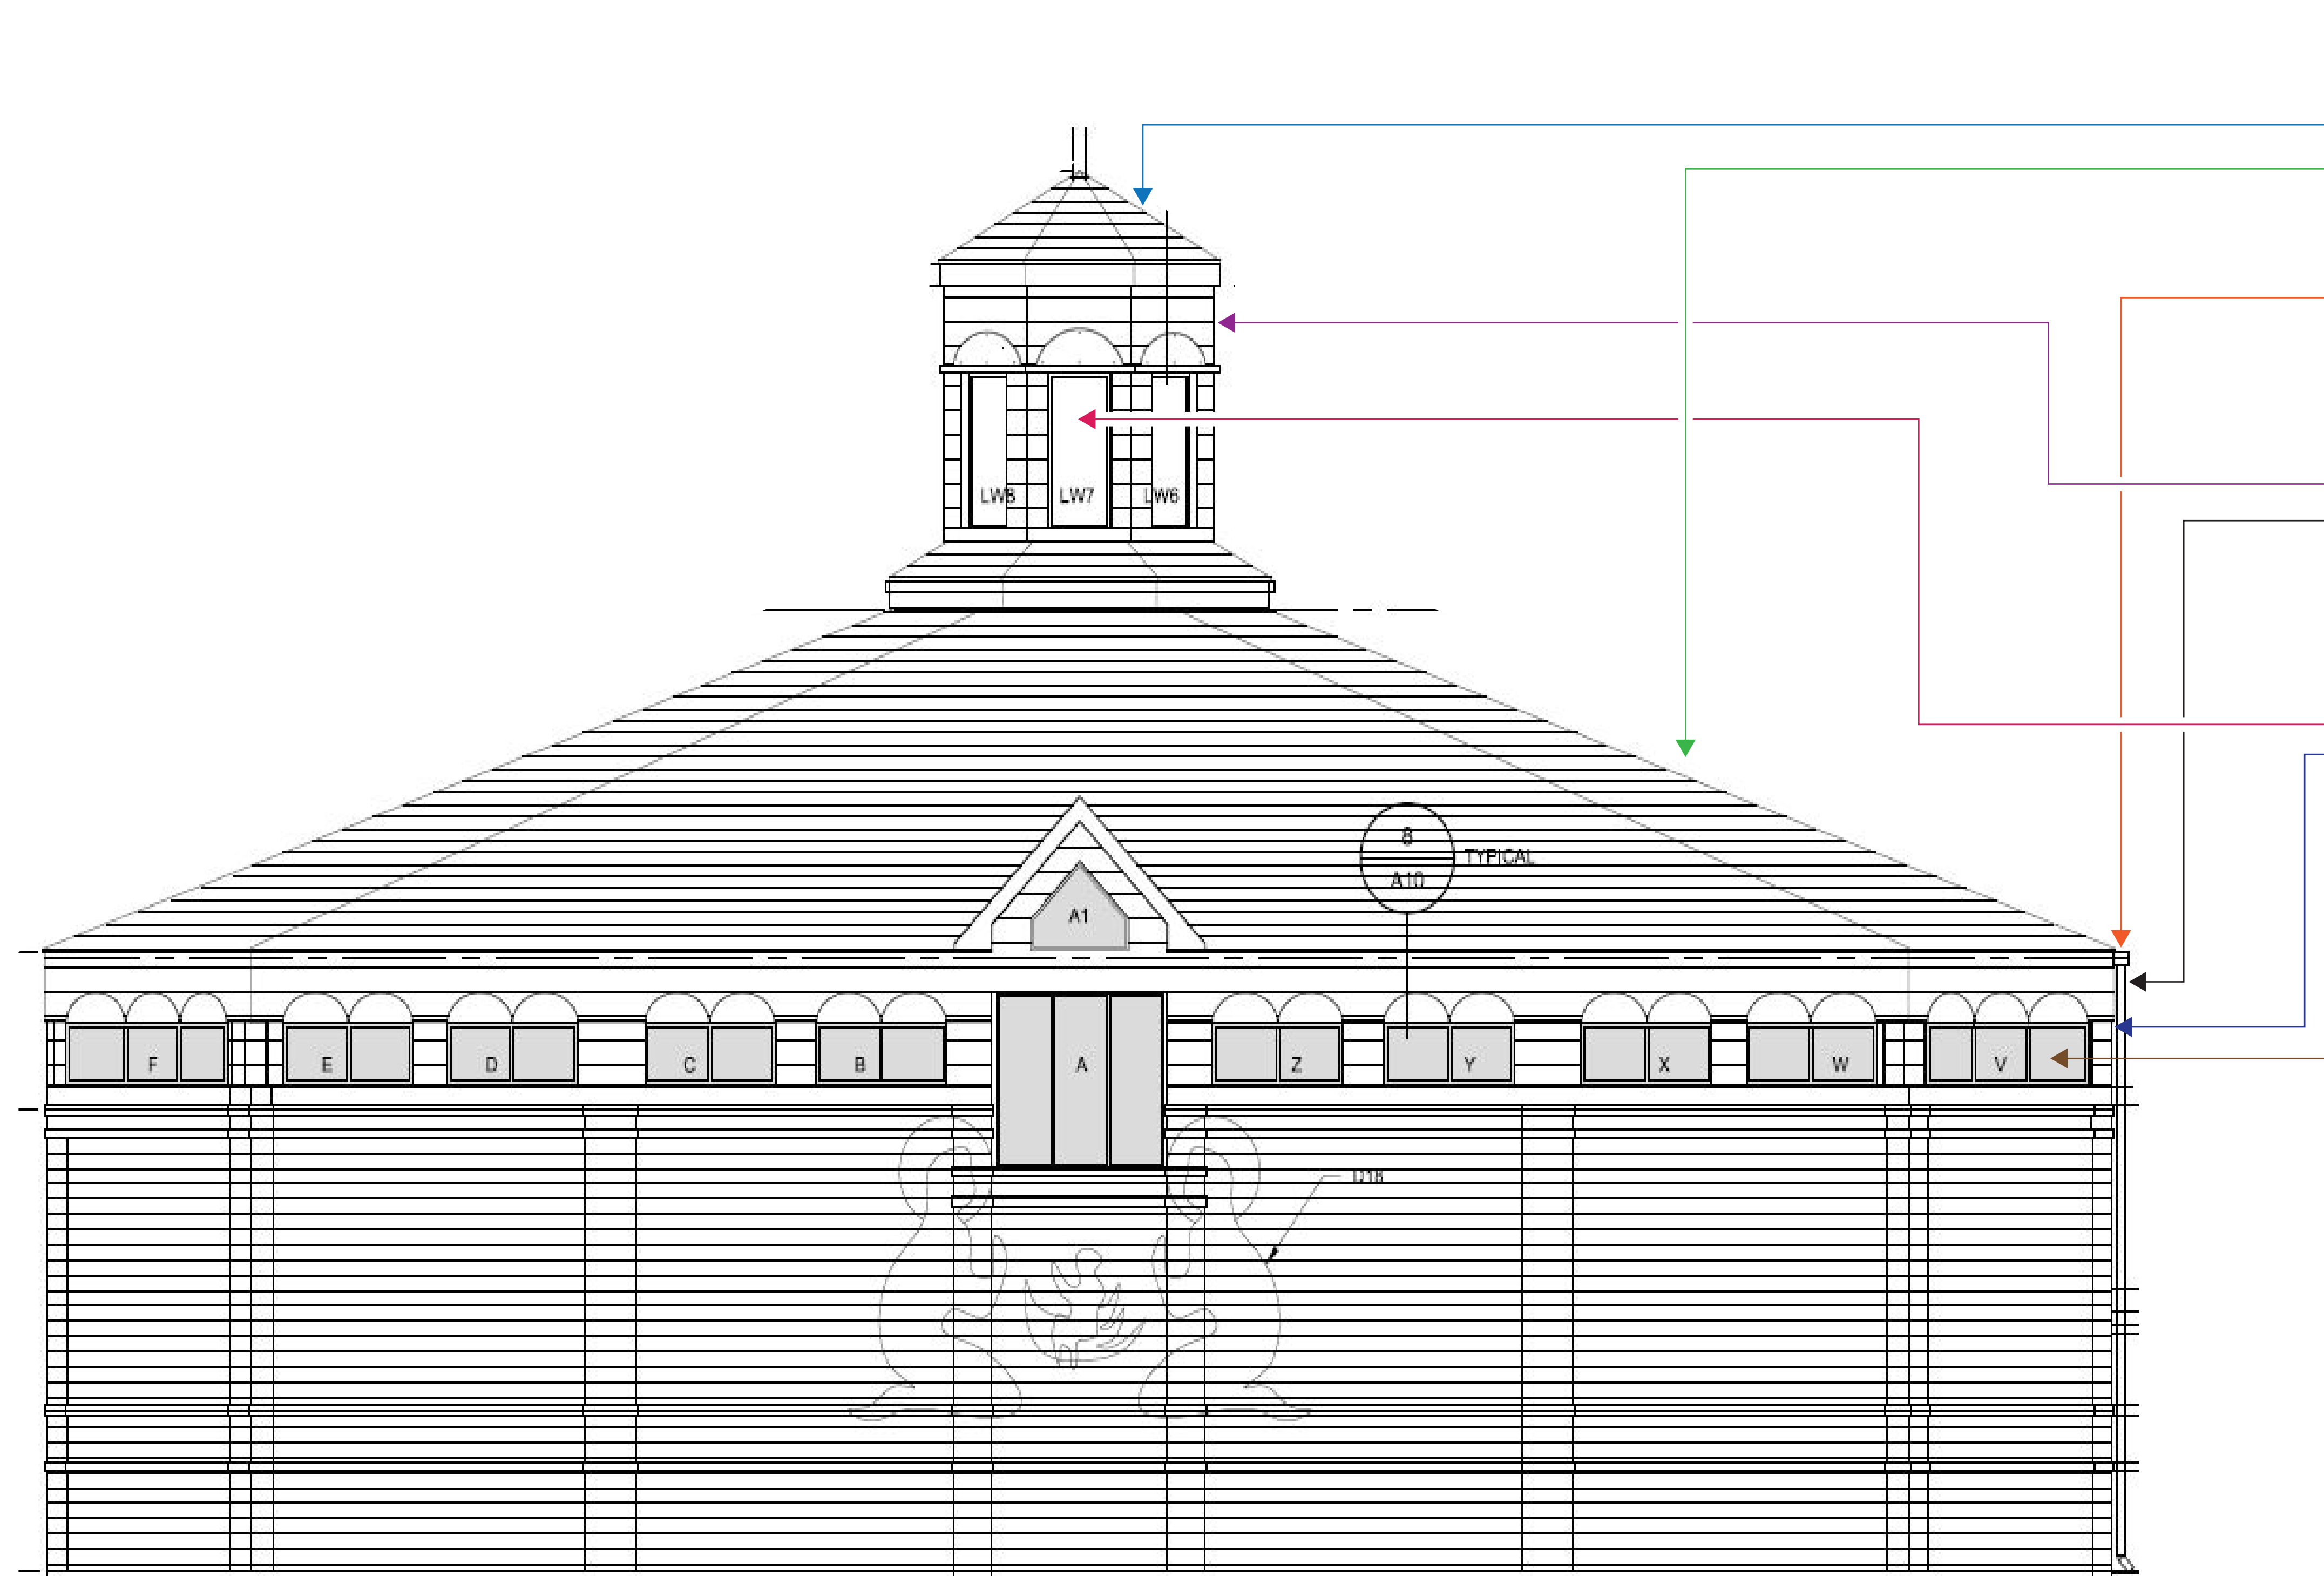 LW8 LW7 LW6
8
TYPICAL
A10
A1
F E D C B A Z Y X W V
D18